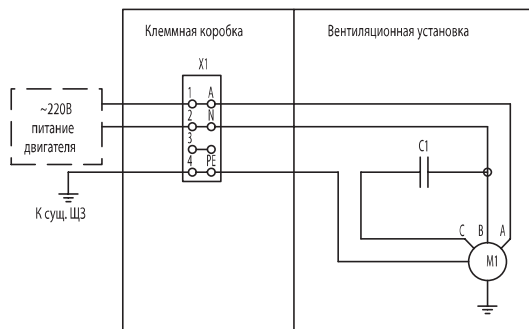 Клеммная коробка
Вентиляционная установка
X1
~220В
питание
двигателя
1 A
2 N
3
4 PE
К сущ. ЩЗ
C1
C B A
M1